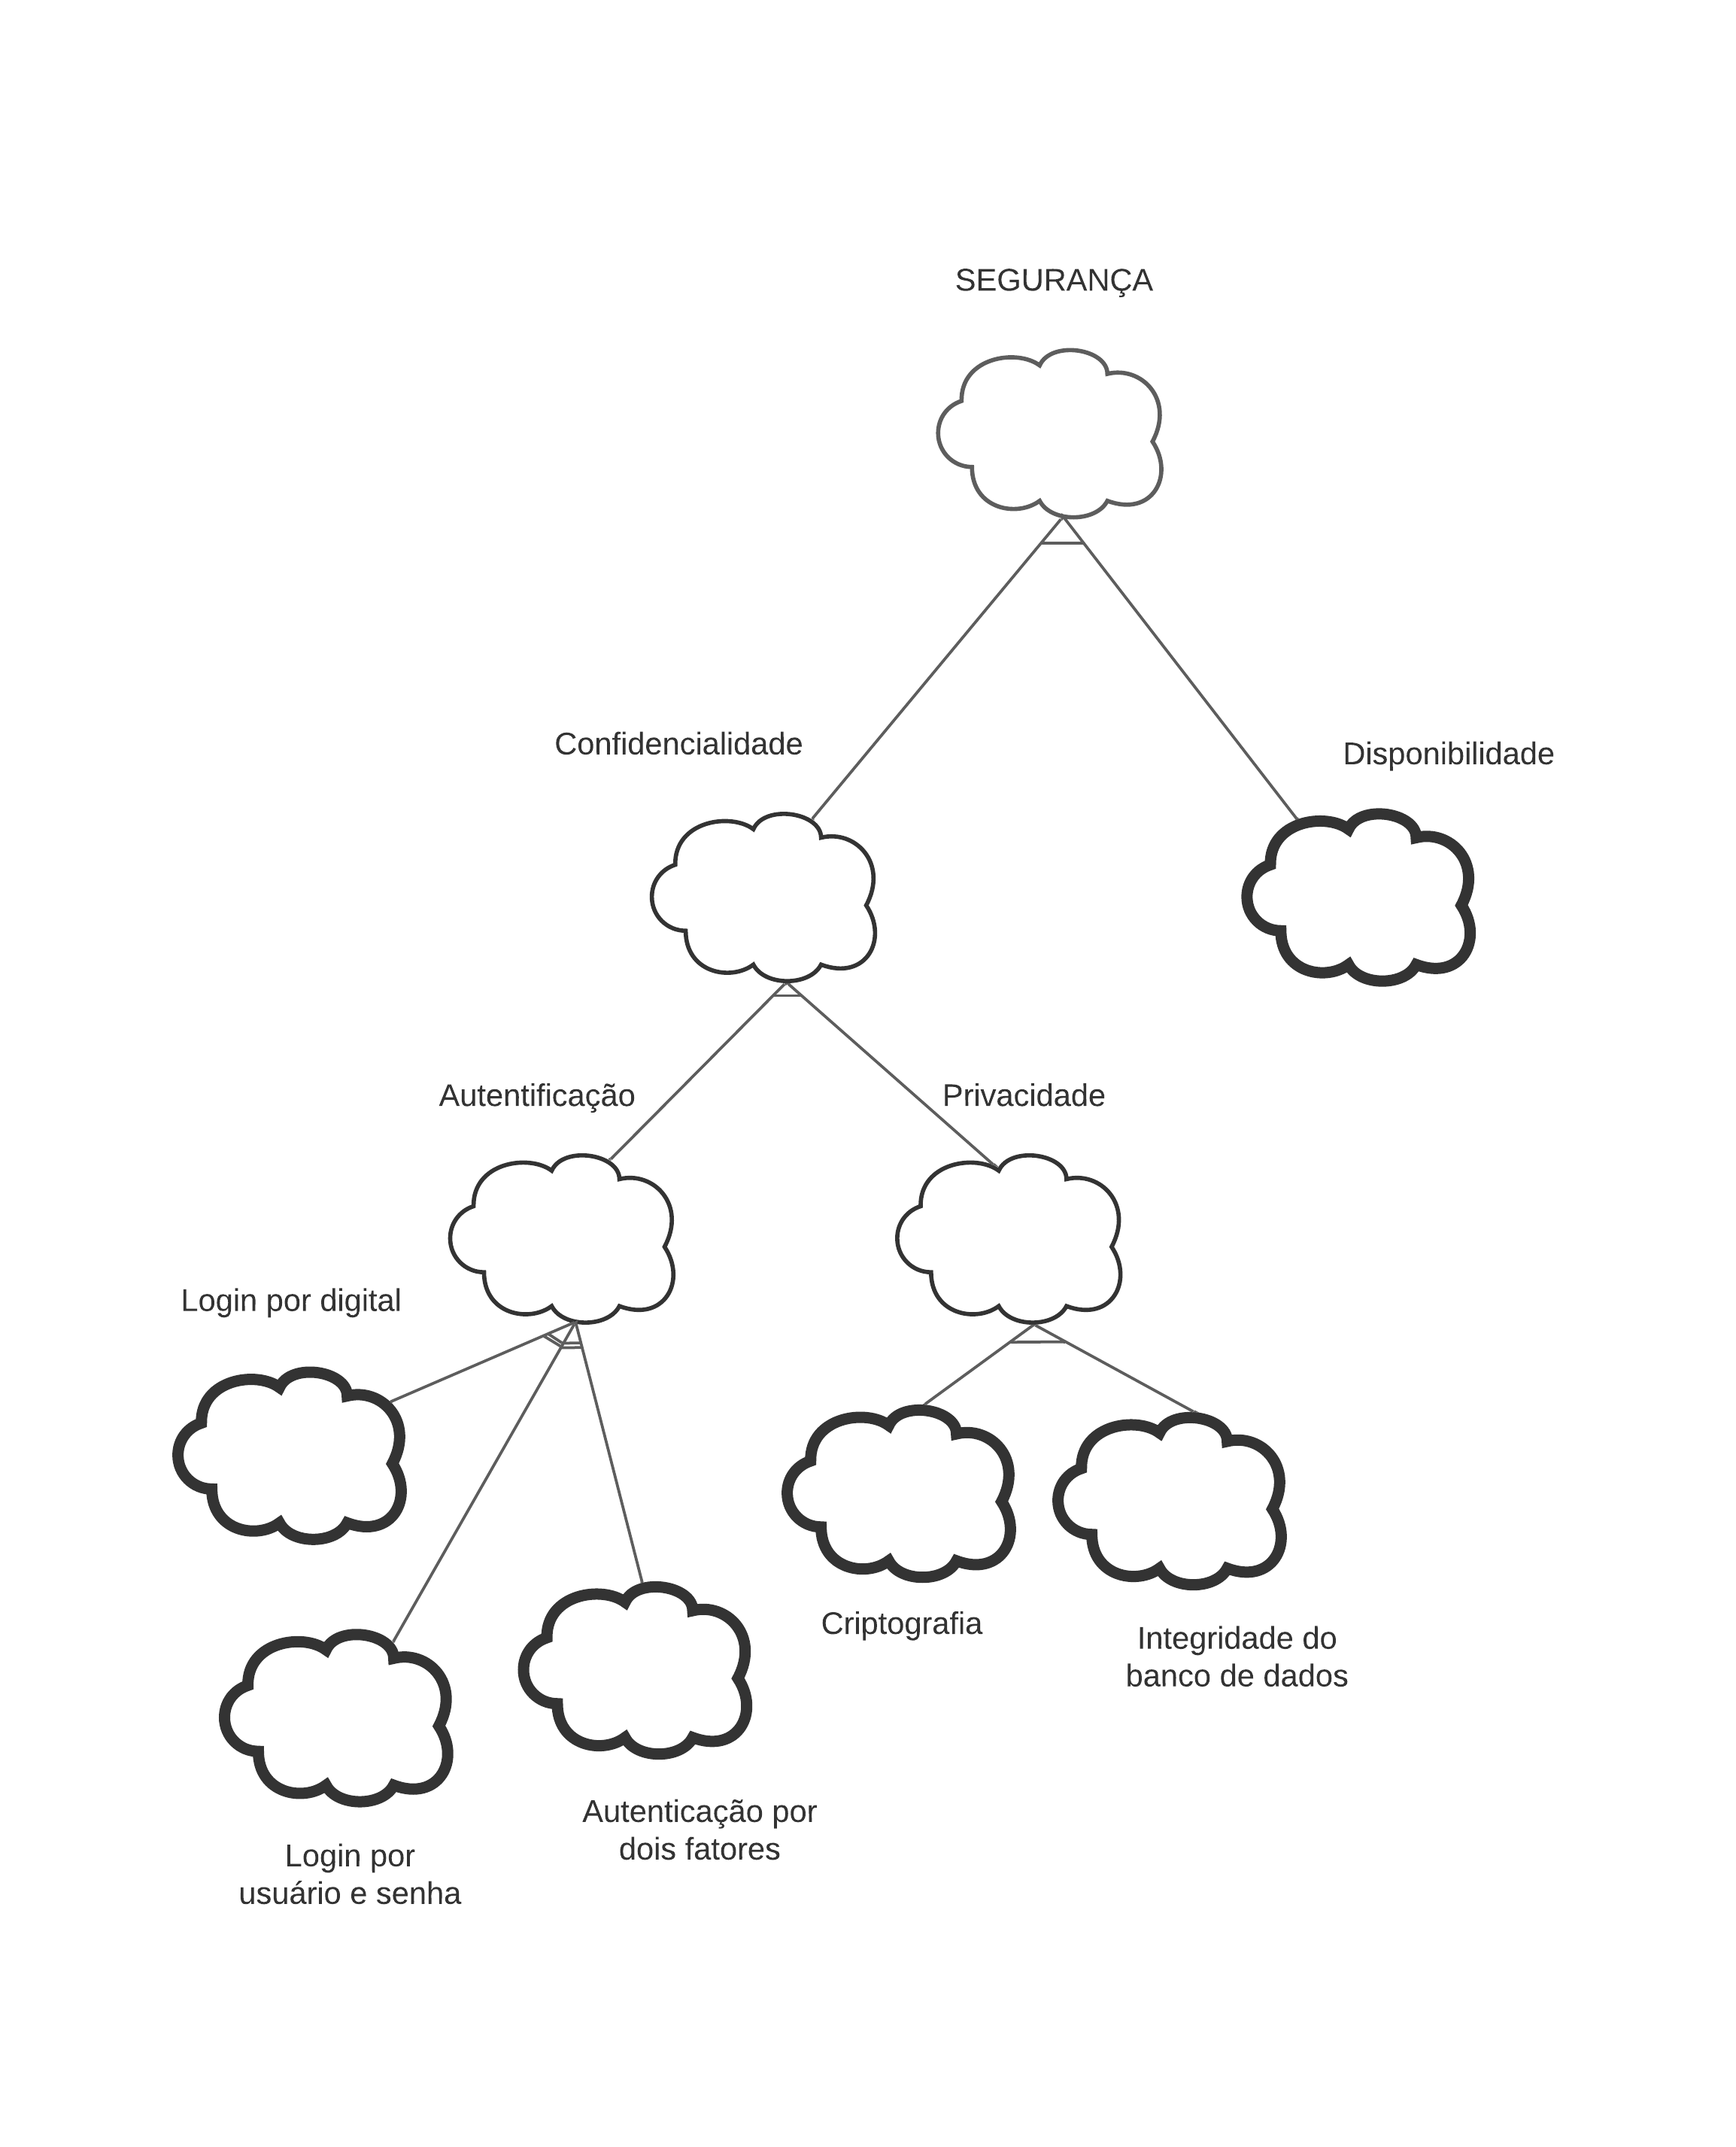 SEGURANÇA
Confidencialidade
Disponibilidade
Autentificação
Privacidade
Login por digital
Criptografia
Integridade do
banco de dados
Autenticação por
dois fatores
Login por
usuário e senha